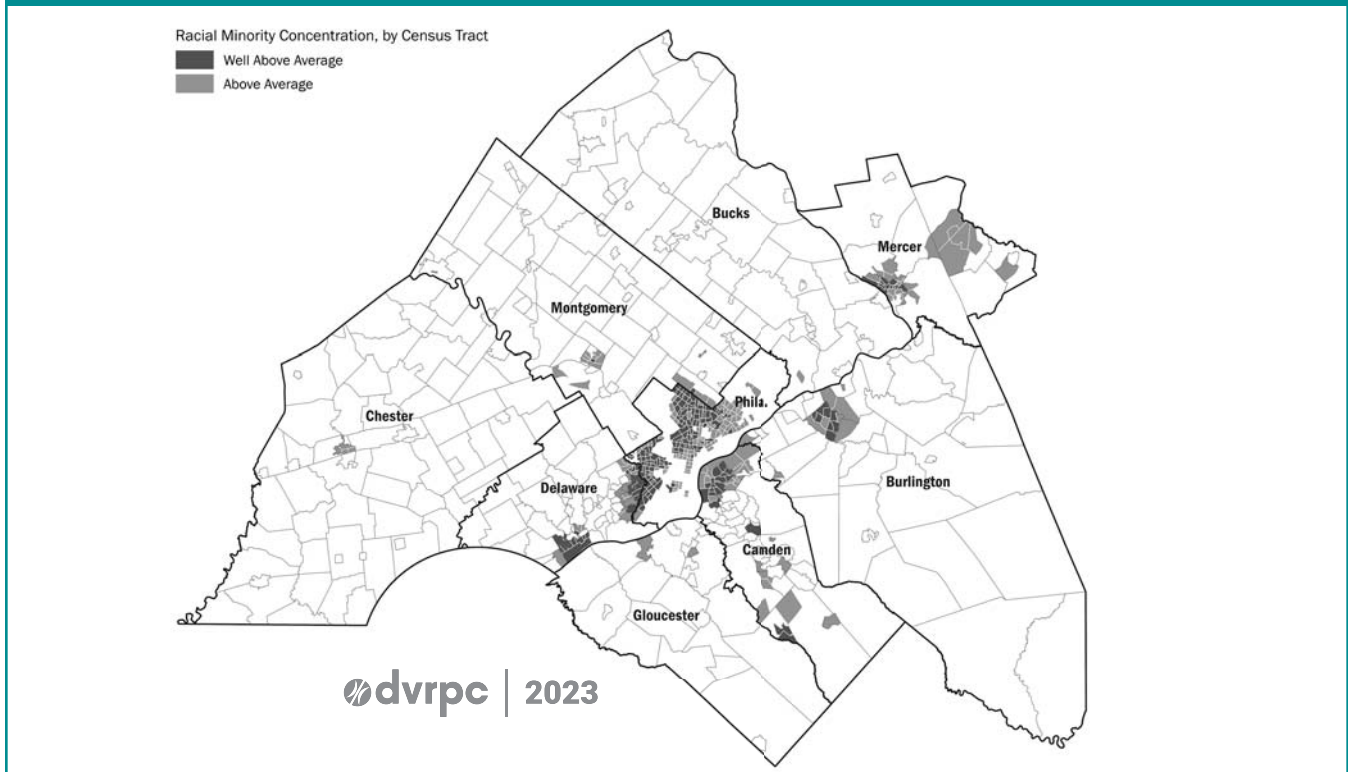 Racial Minority Concentration, by Census Tract
Well Above Average
Above Average
Bucks
Mercer
Montgomery
Phila.
Chester
Delaware
Burlington
Camden
Gloucester
dvrpc | 2023